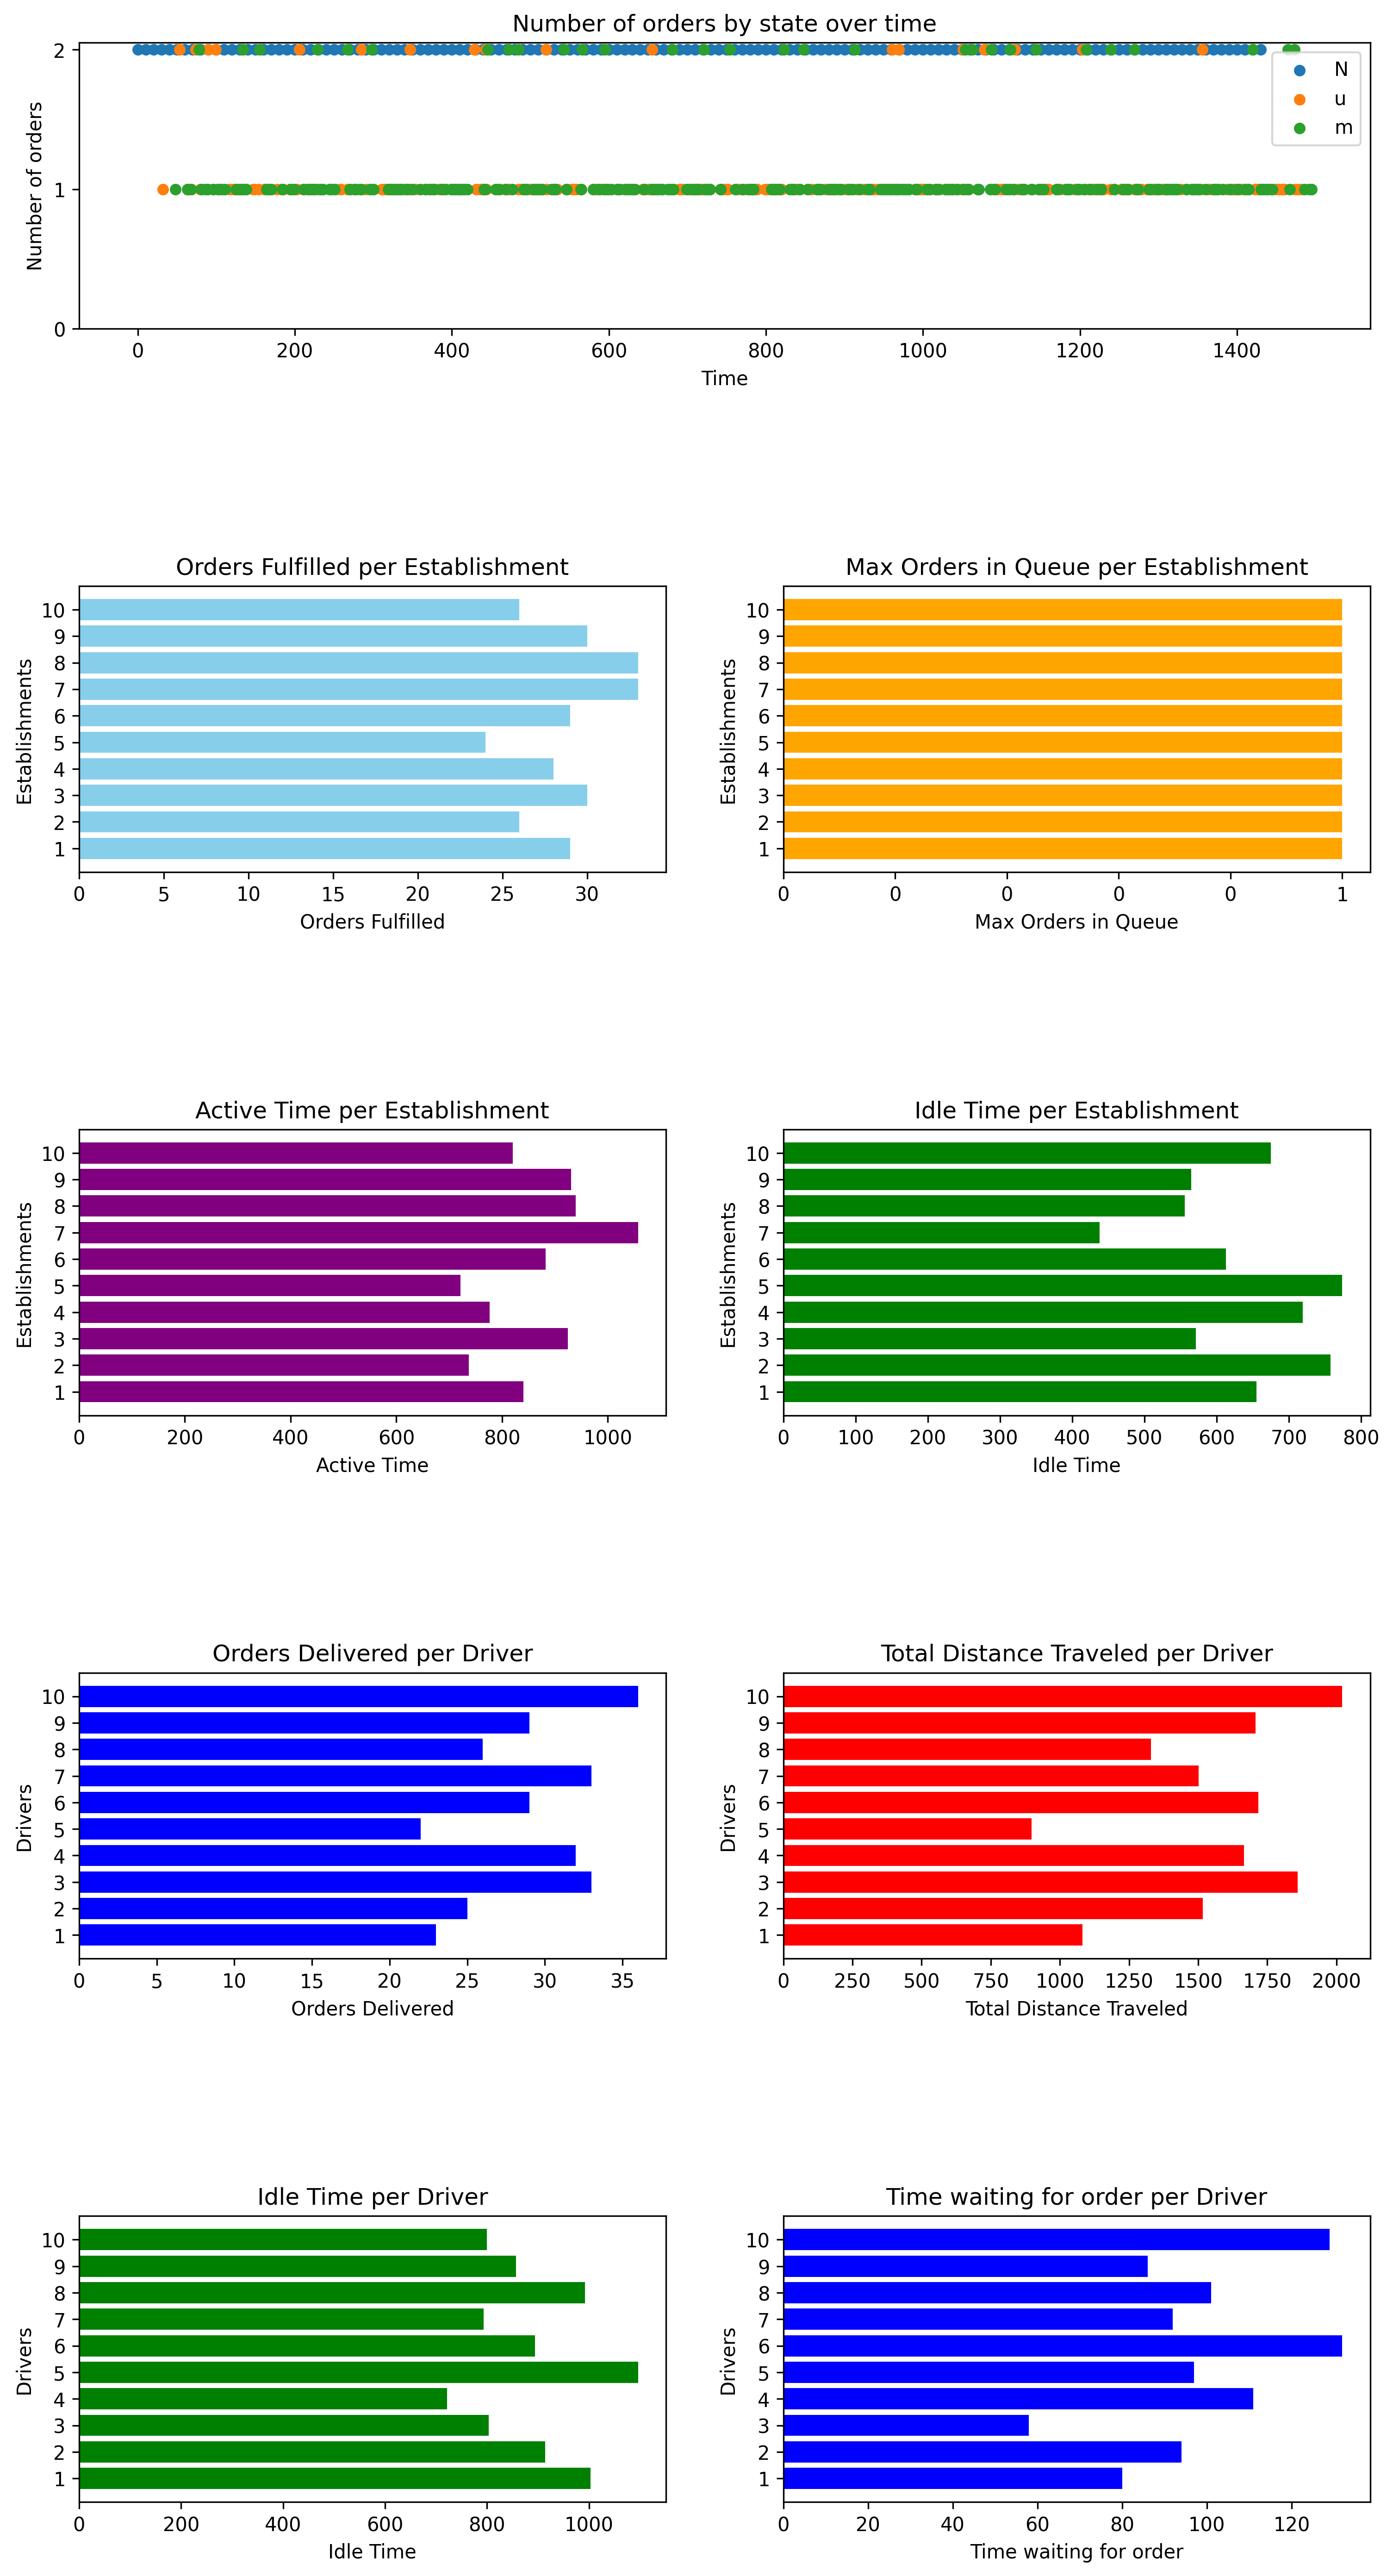 Number of orders by state over time
Number of orders
2
1
0
N
u
m
0 200 400 600 800 1000 1200 1400
Time
Orders Fulfilled per Establishment
Establishments
10
9
8
7
6
5
4
3
2
1
0 5 10 15 20 25 30
Orders Fulfilled
Max Orders in Queue per Establishment
Establishments
10
9
8
7
6
5
4
3
2
1
0 0 0 0 0 1
Max Orders in Queue
Active Time per Establishment
Establishments
10
9
8
7
6
5
4
3
2
1
0 200 400 600 800 1000
Active Time
Idle Time per Establishment
Establishments
10
9
8
7
6
5
4
3
2
1
0 100 200 300 400 500 600 700 800
Idle Time
Orders Delivered per Driver
Drivers
10
9
8
7
6
5
4
3
2
1
0 5 10 15 20 25 30 35
Orders Delivered
Total Distance Traveled per Driver
Drivers
10
9
8
7
6
5
4
3
2
1
0 250 500 750 1000 1250 1500 1750 2000
Total Distance Traveled
Idle Time per Driver
Drivers
10
9
8
7
6
5
4
3
2
1
0 200 400 600 800 1000
Idle Time
Time waiting for order per Driver
Drivers
10
9
8
7
6
5
4
3
2
1
0 20 40 60 80 100 120
Time waiting for order